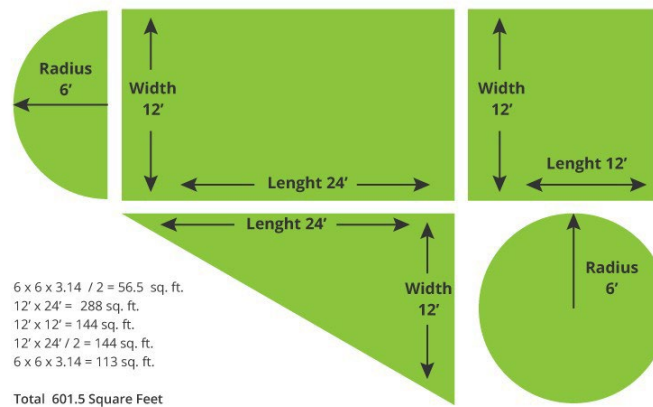 Radius
6’
Width
12’
Lenght 24’
Width
12’
Lenght 12’
Lenght 24’
Width
12’
Radius
6’
6 x 6 x 3.14 / 2 = 56.5 sq. ft.
12’ x 24’ = 288 sq. ft.
12’ x 12’ = 144 sq. ft.
12’ x 24’ / 2 = 144 sq. ft.
6 x 6 x 3.14 = 113 sq. ft.
Total 601.5 Square Feet